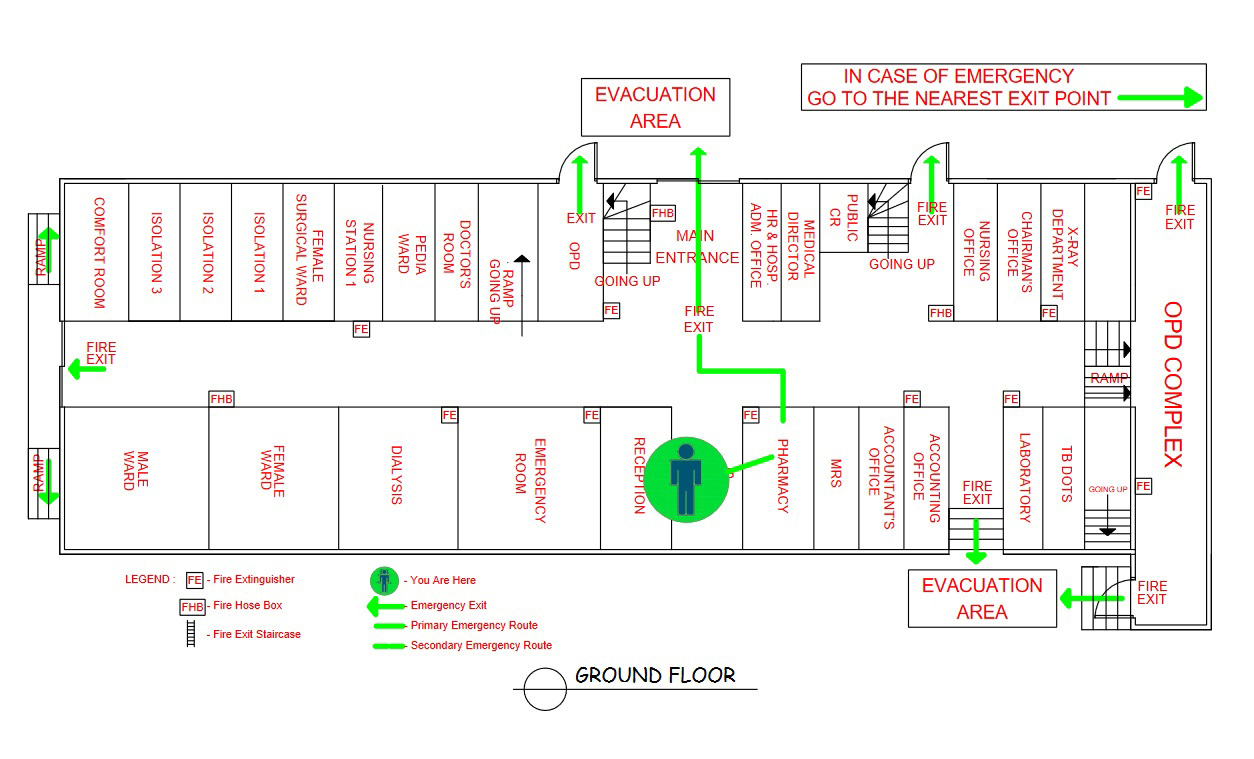 IN CASE OF EMERGENCY
GO TO THE NEAREST EXIT POINT
EVACUATION
AREA
COMFORT ROOM
ISOLATION 3
ISOLATION 2
ISOLATION 1
FEMALE
SURGICAL WARD
NURSING
STATION 1
PEDIA
WARD
DOCTOR'S
ROOM
RAMP
GOING UP
EXIT
OPD
GOING UP
FHB
MAIN
ENTRANCE
HR & HOSP.
ADM. OFFICE
MEDICAL
DIRECTOR
PUBLIC
CR
GOING UP
FIRE
EXIT
NURSING
OFFICE
CHAIRMAN'S
OFFICE
X-RAY
DEPARTMENT
FE
FIRE
EXIT
RAMP
FE
FE
FIRE
EXIT
FHB
FE
OPD COMPLEX
FIRE
EXIT
RAMP
FHB
FE
FE
FE
FE
FE
MALE
WARD
FEMALE
WARD
DIALYSIS
EMERGENCY
ROOM
RECEPTION
PHARMACY
MRS
ACCOUNTANT'S
OFFICE
ACCOUNTING
OFFICE
FIRE
EXIT
LABORATORY
TB DOTS
GOING UP
FE
RAMP
EVACUATION
AREA
FIRE
EXIT
LEGEND :
FE - Fire Extinguisher
FHB - Fire Hose Box
- Fire Exit Staircase
- You Are Here
- Emergency Exit
- Primary Emergency Route
- Secondary Emergency Route
GROUND FLOOR